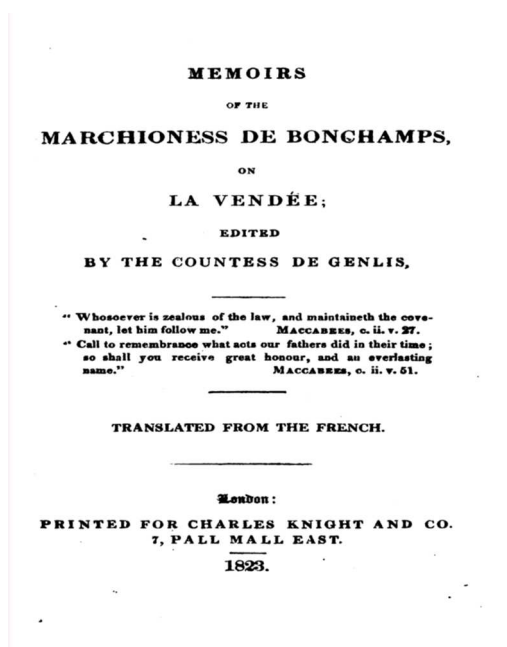 MEMOIRS
OF THE
MARCHIONESS DE BONCHAMPS,
ON
LA VENDÉE;
EDITED
BY THE COUNTESS DE GENLIS,
“ Whosoever is zealous of the law, and maintaineth the cove-
nant, let him follow me.” MACCABEES, c. ii. v. 27.
“ Call to remembrance what acts our fathers did in their time;
so shall you receive great honour, and an everlasting
name.” MACCABEES, c. ii. v. 51.
TRANSLATED FROM THE FRENCH.
London:
PRINTED FOR CHARLES KNIGHT AND CO.
7, PALL MALL EAST.
1823.